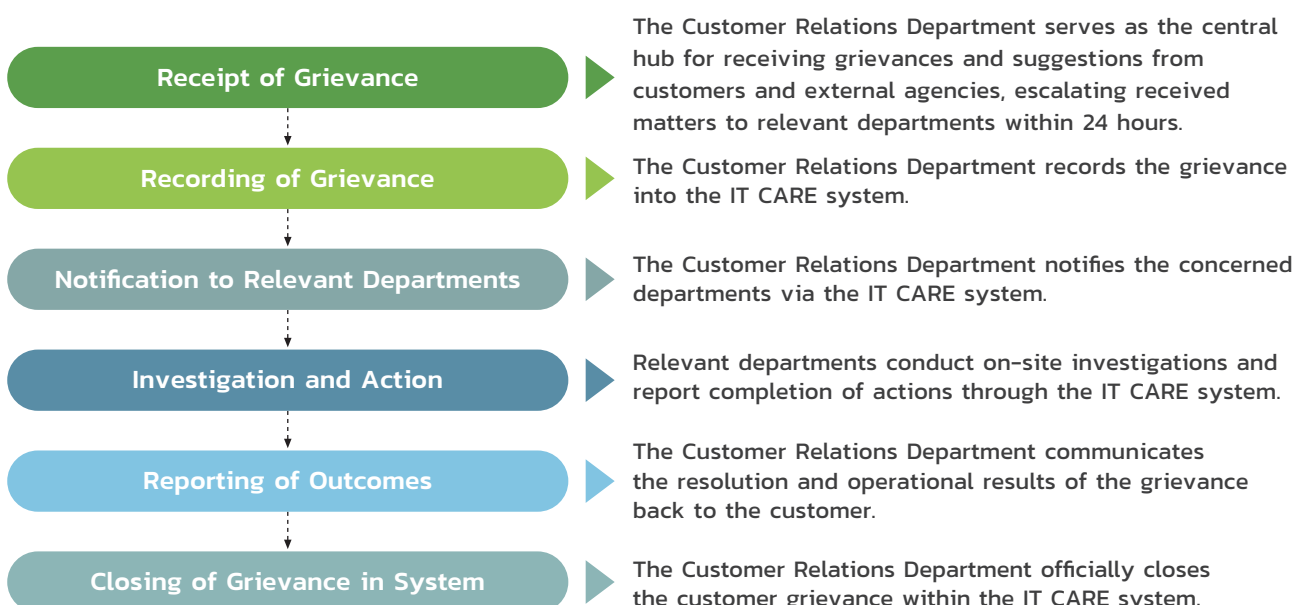 Receipt of Grievance
The Customer Relations Department serves as the central
hub for receiving grievances and suggestions from
customers and external agencies, escalating received
matters to relevant departments within 24 hours.
Recording of Grievance
The Customer Relations Department records the grievance
into the IT CARE system.
Notification to Relevant Departments
The Customer Relations Department notifies the concerned
departments via the IT CARE system.
Investigation and Action
Relevant departments conduct on-site investigations and
report completion of actions through the IT CARE system.
Reporting of Outcomes
The Customer Relations Department communicates
the resolution and operational results of the grievance
back to the customer.
Closing of Grievance in System
The Customer Relations Department officially closes
the customer grievance within the IT CARE system.